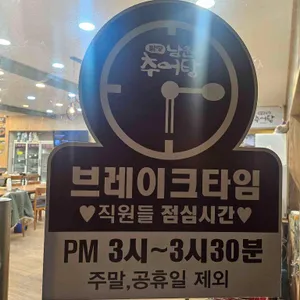 남원
추어탕
브레이크타임
♥직원들 점심시간♥
PM 3시~3시30분
주말,공휴일 제외